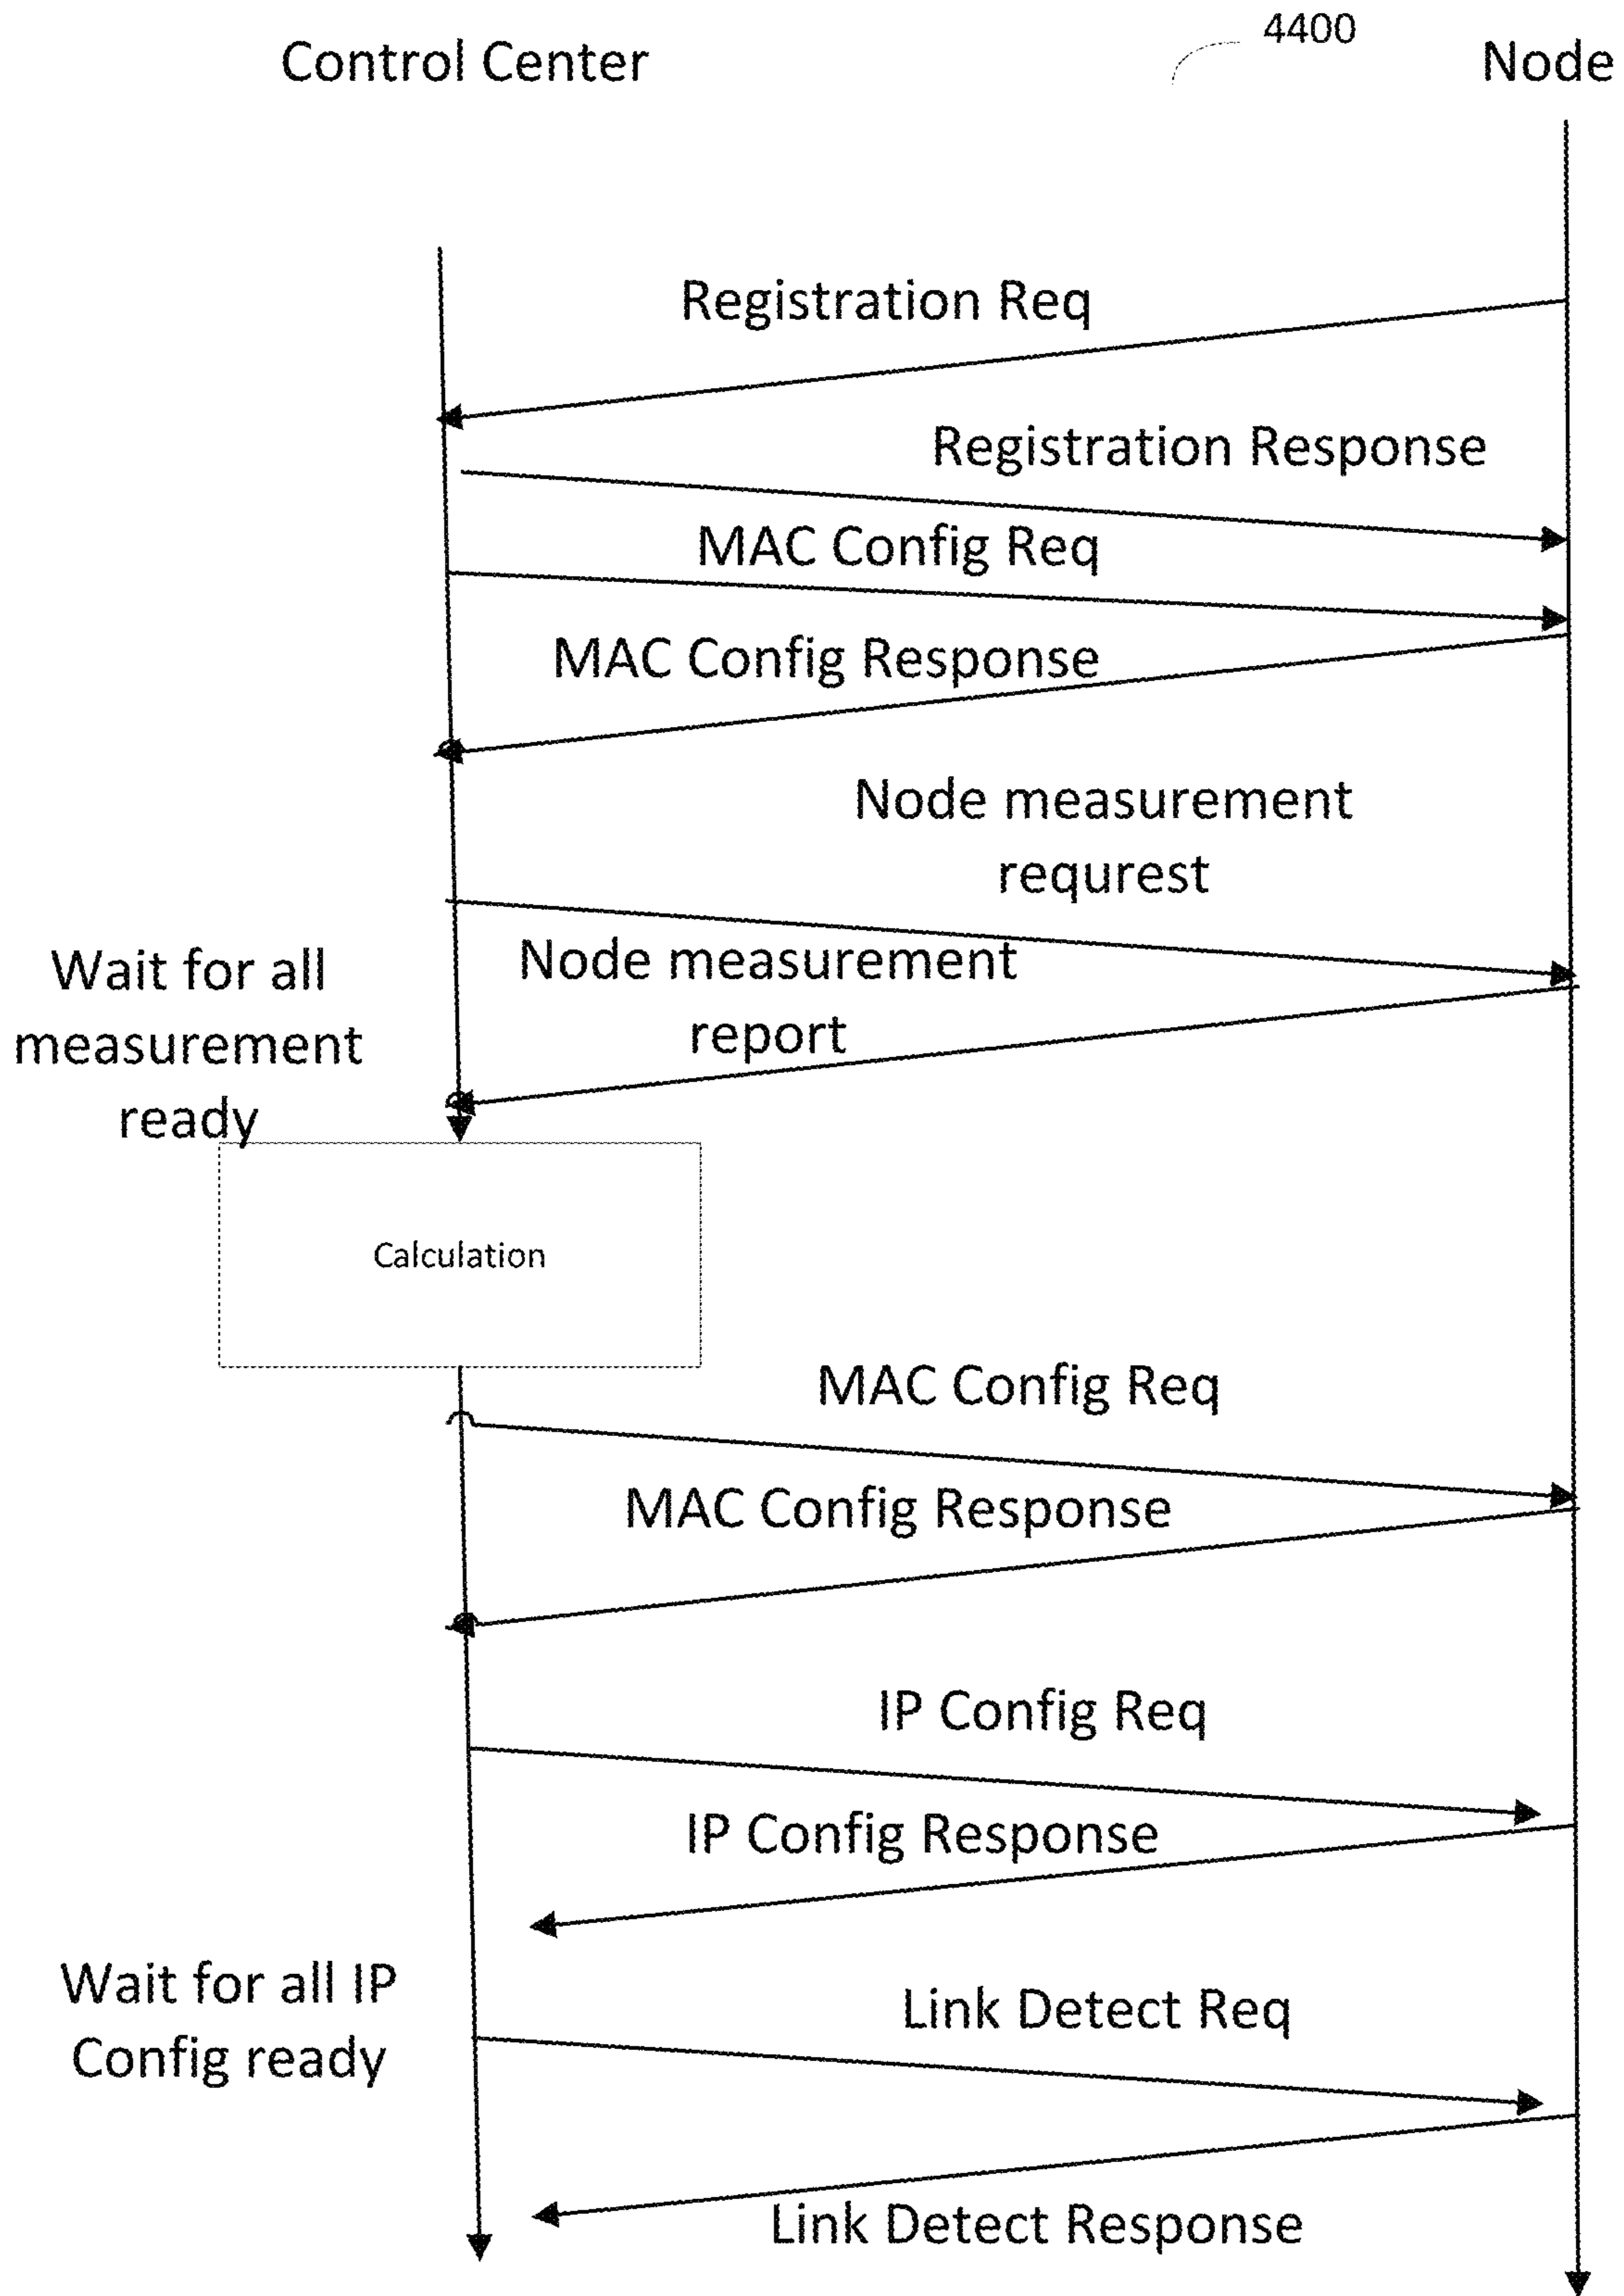 4400
Control Center
Node
Registration Req
Registration Response
MAC Config Req
MAC Config Response
Node measurement
requrest
Wait for all
measurement
ready
Node measurement
report
Calculation
MAC Config Req
MAC Config Response
IP Config Req
IP Config Response
Wait for all IP
Config ready
Link Detect Req
Link Detect Response